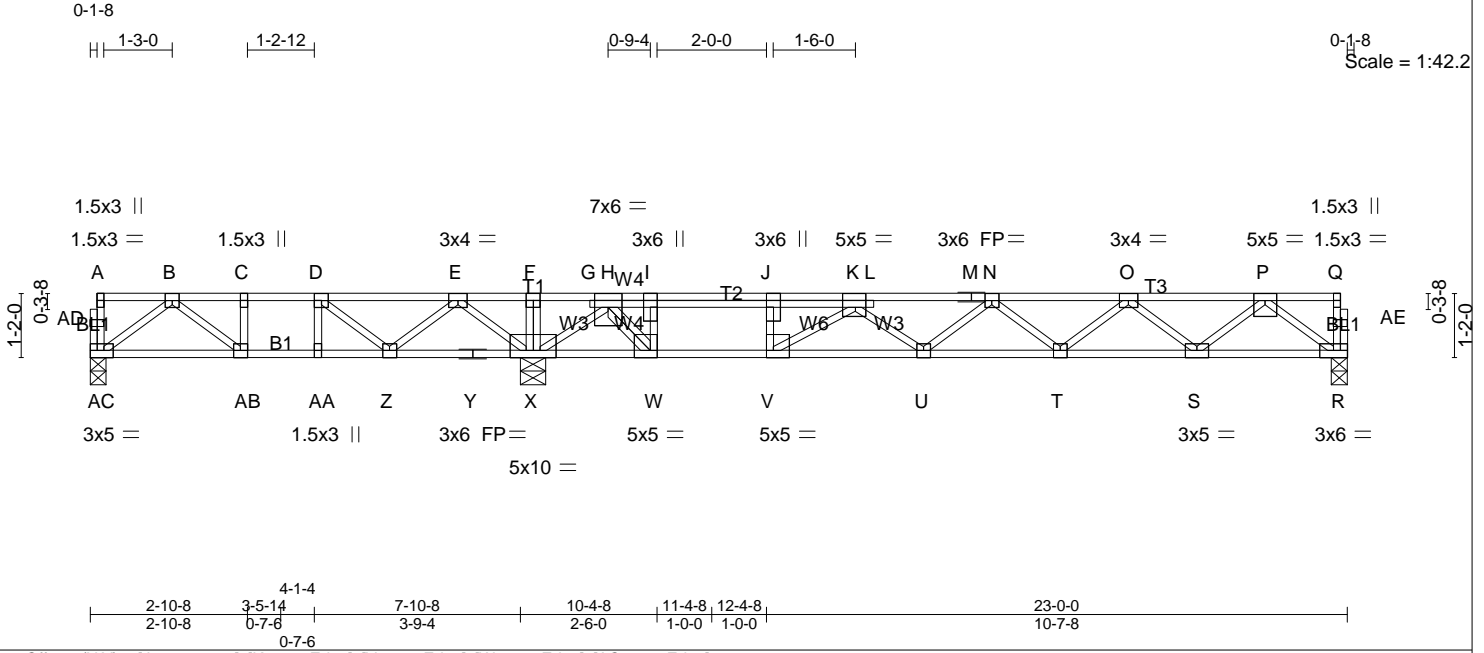 0-1-8
1-3-0 1-2-12 0-9-4 2-0-0 1-6-0 0-1-8
Scale = 1:42.2
1.5x3 || 7x6 = 1.5x3 ||
1.5x3 = 1.5x3 || 3x4 = 3x6 || 3x6 || 5x5 = 3x6 FP= 3x4 = 5x5 = 1.5x3 =
A B C D E F G H I J K L M N O P Q
T1 W4 T2 T3
1-2-0 0-3-8 0-3-8 1-2-0
AD BL1 W3 W4 W6 W3 BL1 AE
B1
AC AB AA Z Y X W V U T S R
3x5 = 1.5x3 || 3x6 FP= 5x5 = 5x5 = 3x5 = 3x6 =
5x10 =
4-1-4
2-10-8 3-5-14 7-10-8 10-4-8 11-4-8 12-4-8 23-0-0
2-10-8 0-7-6 3-9-4 2-6-0 1-0-0 1-0-0 10-7-8
0-7-6